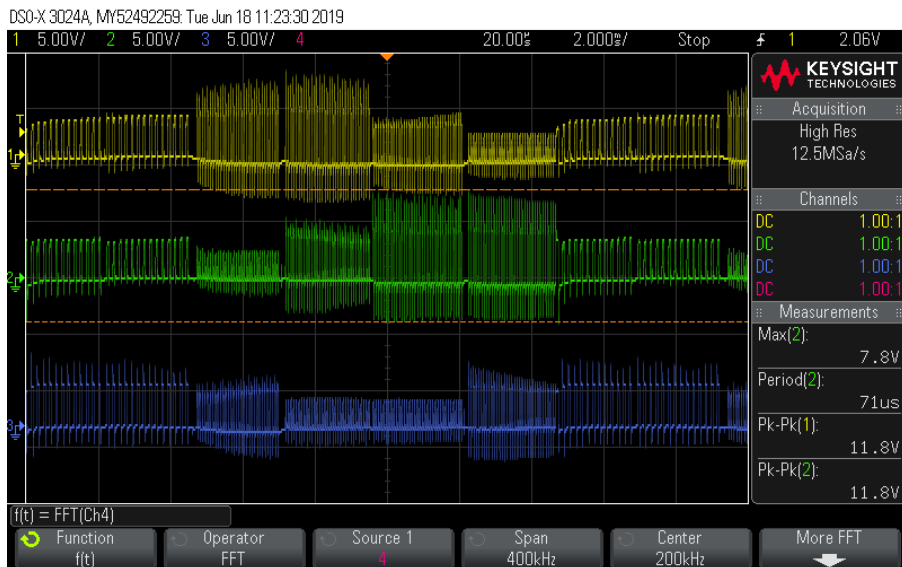 DSO-X 3024A, MY52492259: Tue Jun 18 11:23:30 2019
1 5.00V/ 2 5.00V/ 3 5.00V/ 4 20.00s 2.000s/ Stop 1 2.06V
KEYSIGHT
TECHNOLOGIES
Acquisition
High Res
12.5MSa/s
Channels
DC 1.00:1
DC 1.00:1
DC 1.00:1
DC 1.00:1
Measurements
Max(2):
7.8V
Period(2):
71us
Pk-Pk(1):
11.8V
Pk-Pk(2):
11.8V
T
1
2
3
f(t) = FFT(Ch4)
Function Operator Source 1 Span Center More FFT
f(t) FFT 4 400kHz 200kHz